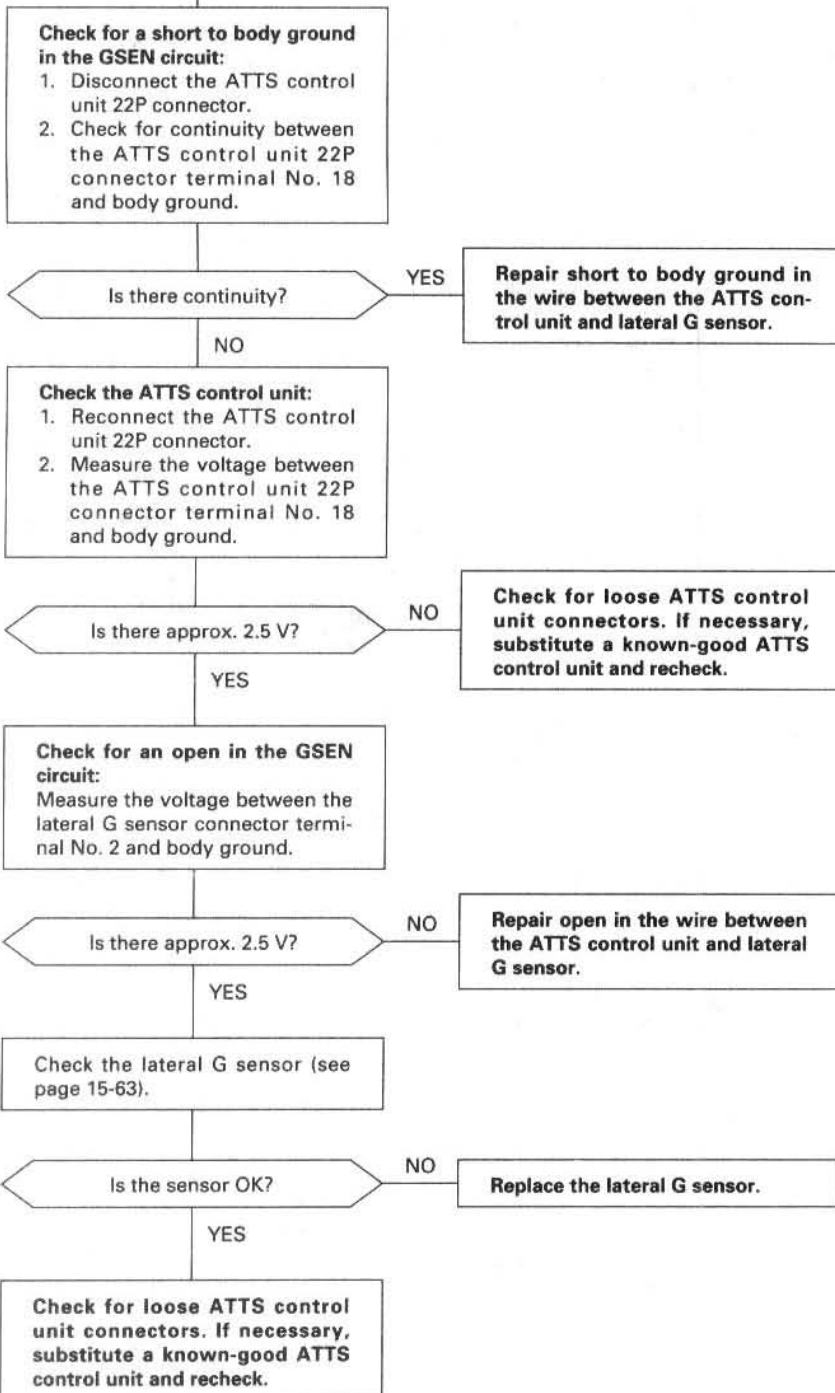 Check for a short to body ground
in the GSEN circuit:
1. Disconnect the ATTS control
unit 22P connector.
2. Check for continuity between
the ATTS control unit 22P
connector terminal No. 18
and body ground.
Is there continuity?
YES
Repair short to body ground in
the wire between the ATTS con-
trol unit and lateral G sensor.
NO
Check the ATTS control unit:
1. Reconnect the ATTS control
unit 22P connector.
2. Measure the voltage between
the ATTS control unit 22P
connector terminal No. 18
and body ground.
Is there approx. 2.5 V?
NO
Check for loose ATTS control
unit connectors. If necessary,
substitute a known-good ATTS
control unit and recheck.
YES
Check for an open in the GSEN
circuit:
Measure the voltage between the
lateral G sensor connector termi-
nal No. 2 and body ground.
Is there approx. 2.5 V?
NO
Repair open in the wire between
the ATTS control unit and lateral
G sensor.
YES
Check the lateral G sensor (see
page 15-63).
Is the sensor OK?
NO
Replace the lateral G sensor.
YES
Check for loose ATTS control
unit connectors. If necessary,
substitute a known-good ATTS
control unit and recheck.